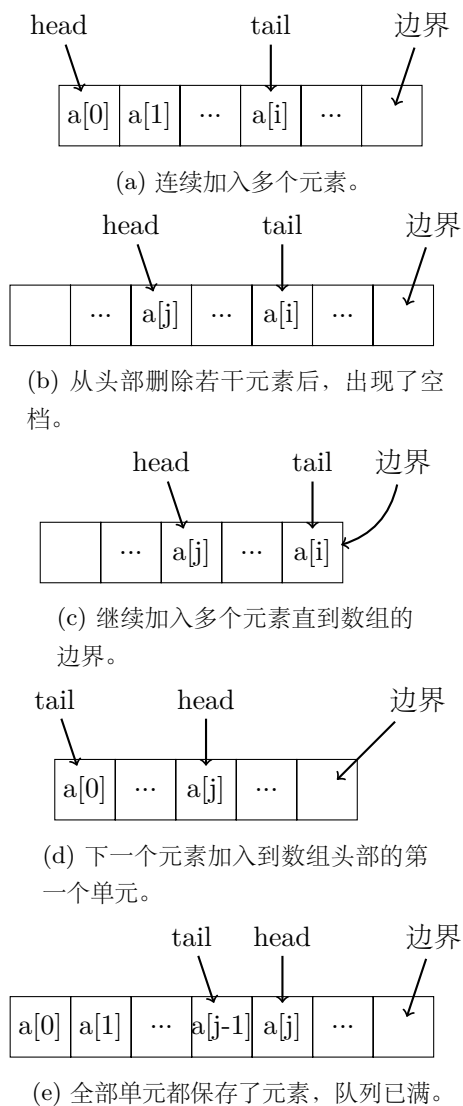 head tail 边界
a[0] a[1] ... a[i] ...
(a) 连续加入多个元素。
head tail 边界
... a[j] ... a[i] ...
(b) 从头部删除若干元素后，出现了空
档。
head tail 边界
... a[j] ... a[i]
(c) 继续加入多个元素直到数组的
边界。
tail head 边界
a[0] ... a[j] ...
(d) 下一个元素加入到数组头部的第
一个单元。
tail head 边界
a[0] a[1] ... a[j-1] a[j] ...
(e) 全部单元都保存了元素，队列已满。